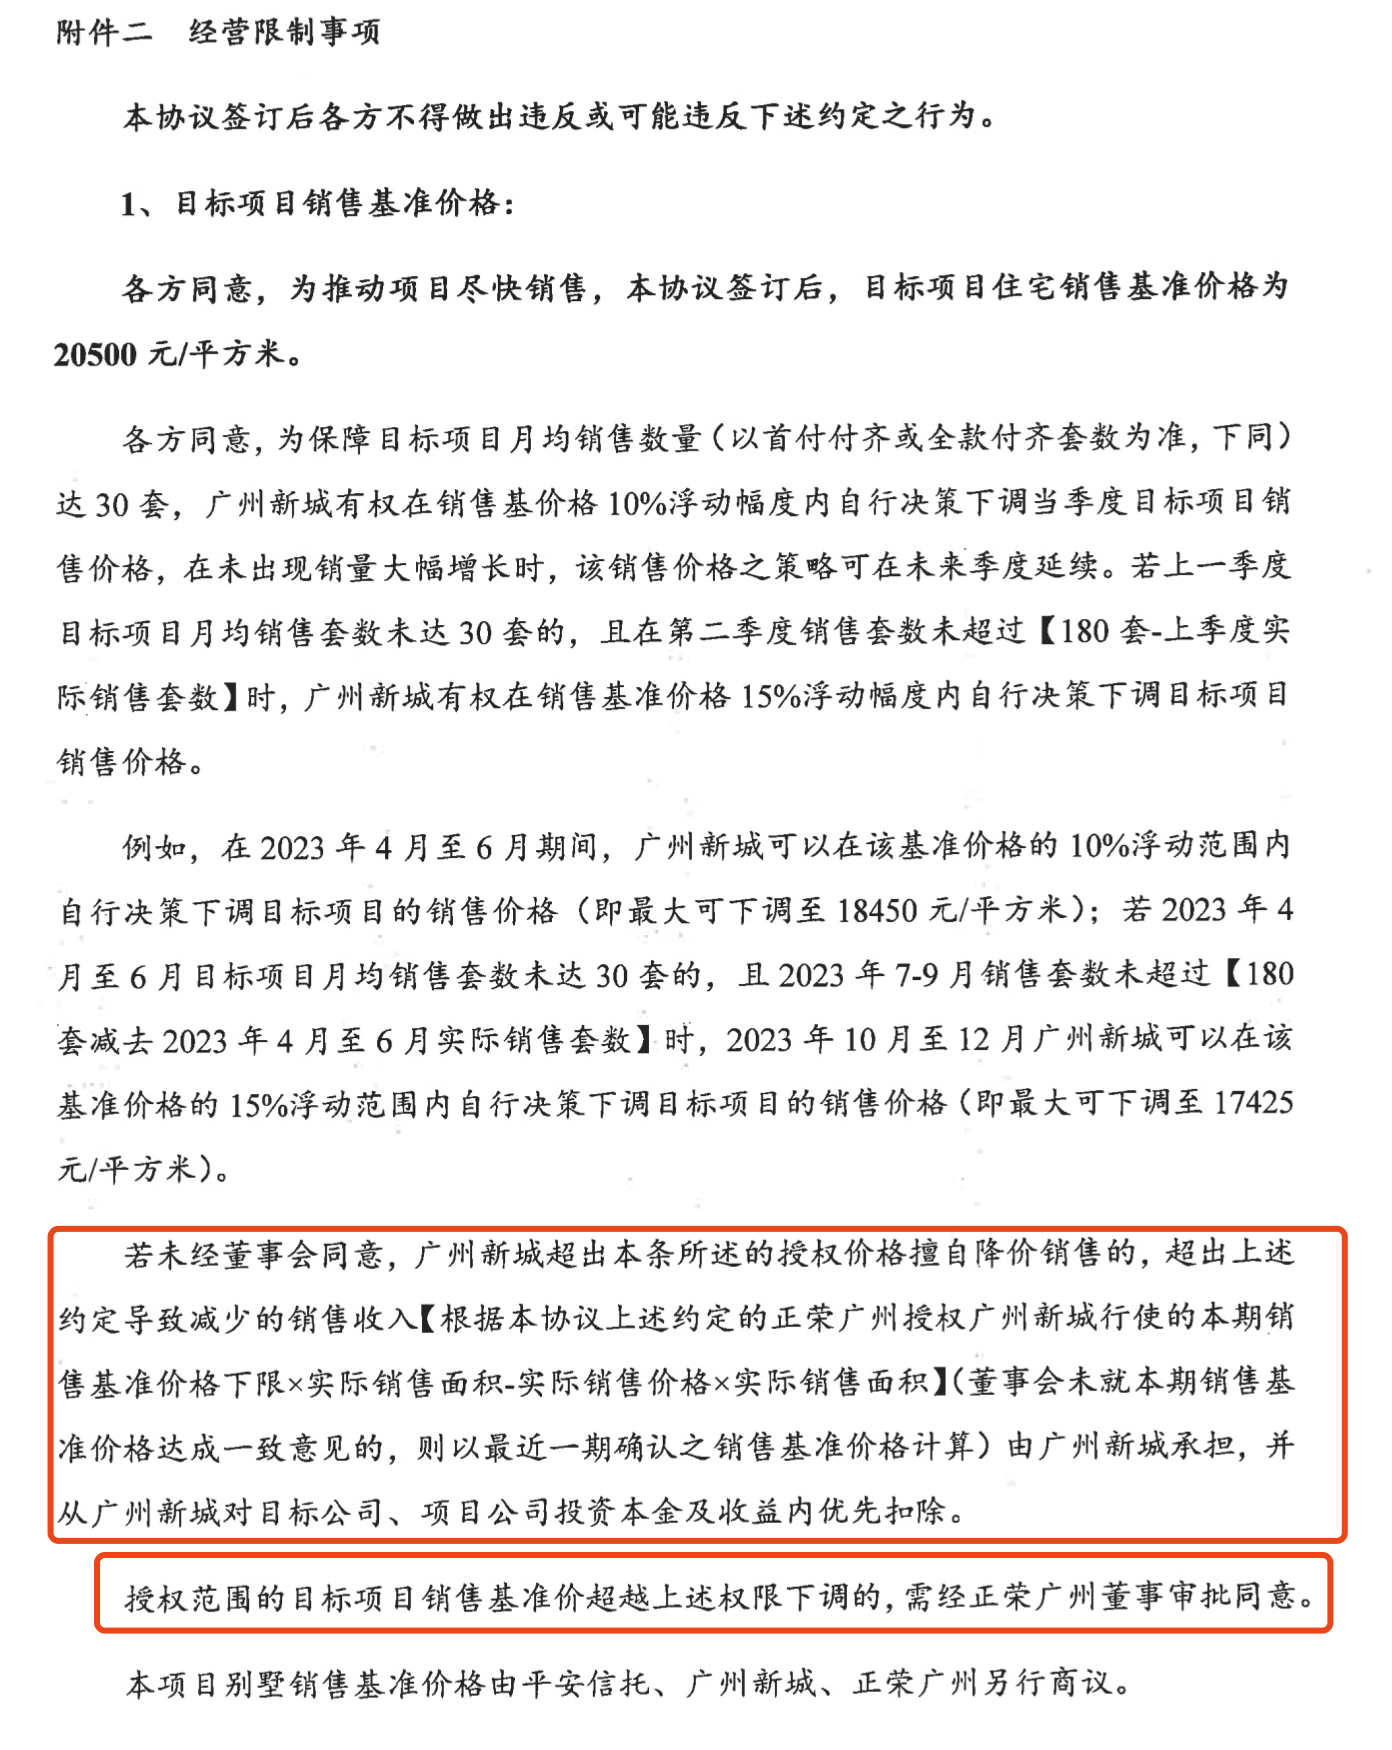 附件二　经营限制事项
本协议签订后各方不得做出违反或可能违反下述约定之行为。
1、目标项目销售基准价格：
各方同意，为推动项目尽快销售，本协议签订后，目标项目住宅销售基准价格为
20500 元/平方米。
各方同意，为保障目标项目月均销售数量（以首付付齐或全款付齐套数为准，下同）
达 30 套，广州新城有权在销售基价格 10%浮动幅度内自行决策下调当季度目标项目销
售价格，在未出现销量大幅增长时，该销售价格之策略可在未来季度延续。若上一季度
目标项目月均销售套数未达 30 套的，且在第二季度销售套数未超过【180 套-上季度实
际销售套数】时，广州新城有权在销售基准价格 15%浮动幅度内自行决策下调目标项目
销售价格。
例如，在 2023 年 4 月至 6 月期间，广州新城可以在该基准价格的 10%浮动范围内
自行决策下调目标项目的销售价格（即最大可下调至 18450 元/平方米）；若 2023 年 4
月至 6 月目标项目月均销售套数未达 30 套的，且 2023 年 7-9 月销售套数未超过【180
套减去 2023 年 4 月至 6 月实际销售套数】时，2023 年 10 月至 12 月广州新城可以在该
基准价格的 15%浮动范围内自行决策下调目标项目的销售价格（即最大可下调至 17425
元/平方米）。
若未经董事会同意，广州新城超出本条所述的授权价格擅自降价销售的，超出上述
约定导致减少的销售收入【根据本协议上述约定的正荣广州授权广州新城行使的本期销
售基准价格下限×实际销售面积-实际销售价格×实际销售面积】（董事会未就本期销售基
准价格达成一致意见的，则以最近一期确认之销售基准价格计算）由广州新城承担，并
从广州新城对目标公司、项目公司投资本金及收益内优先扣除。
授权范围的目标项目销售基准价超越上述权限下调的，需经正荣广州董事审批同意。
本项目别墅销售基准价格由平安信托、广州新城、正荣广州另行商议。